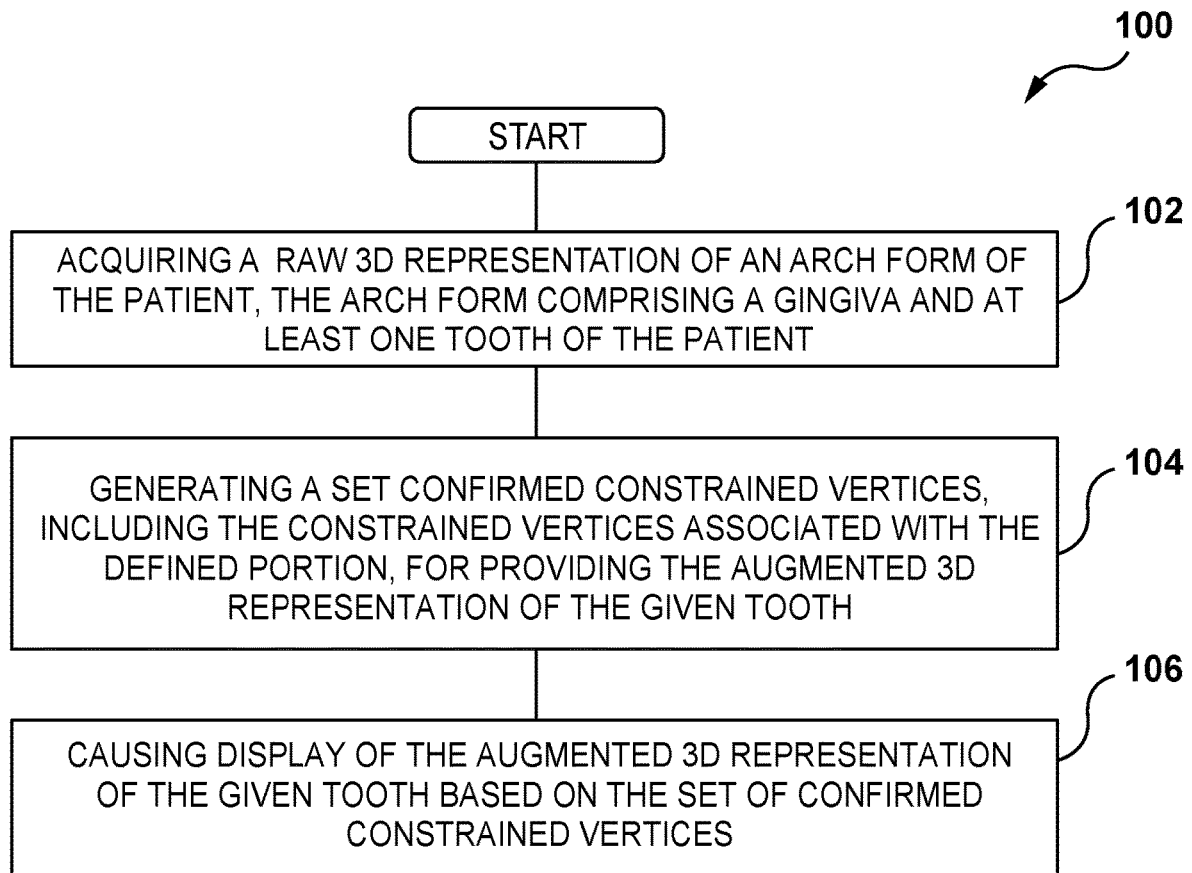 100
START
102
ACQUIRING A RAW 3D REPRESENTATION OF AN ARCH FORM OF
THE PATIENT, THE ARCH FORM COMPRISING A GINGIVA AND AT
LEAST ONE TOOTH OF THE PATIENT
104
GENERATING A SET CONFIRMED CONSTRAINED VERTICES,
INCLUDING THE CONSTRAINED VERTICES ASSOCIATED WITH THE
DEFINED PORTION, FOR PROVIDING THE AUGMENTED 3D
REPRESENTATION OF THE GIVEN TOOTH
106
CAUSING DISPLAY OF THE AUGMENTED 3D REPRESENTATION
OF THE GIVEN TOOTH BASED ON THE SET OF CONFIRMED
CONSTRAINED VERTICES